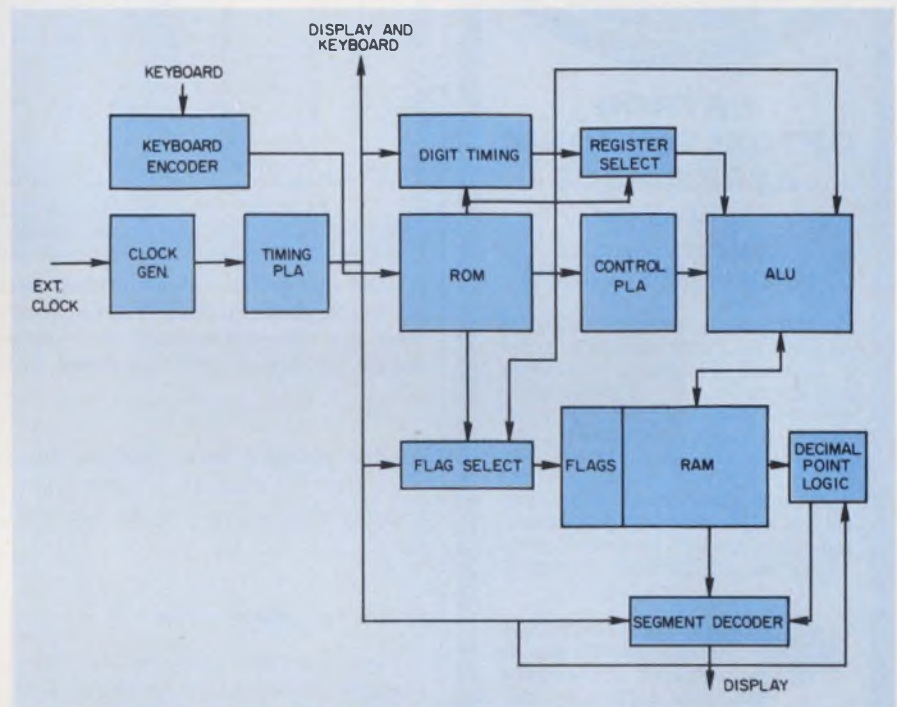 DISPLAY AND
KEYBOARD
KEYBOARD
KEYBOARD
ENCODER
DIGIT TIMING
REGISTER
SELECT
EXT.
CLOCK
CLOCK
GEN.
TIMING
PLA
ROM
CONTROL
PLA
ALU
FLAG SELECT
FLAGS
RAM
DECIMAL
POINT
LOGIC
SEGMENT DECODER
DISPLAY